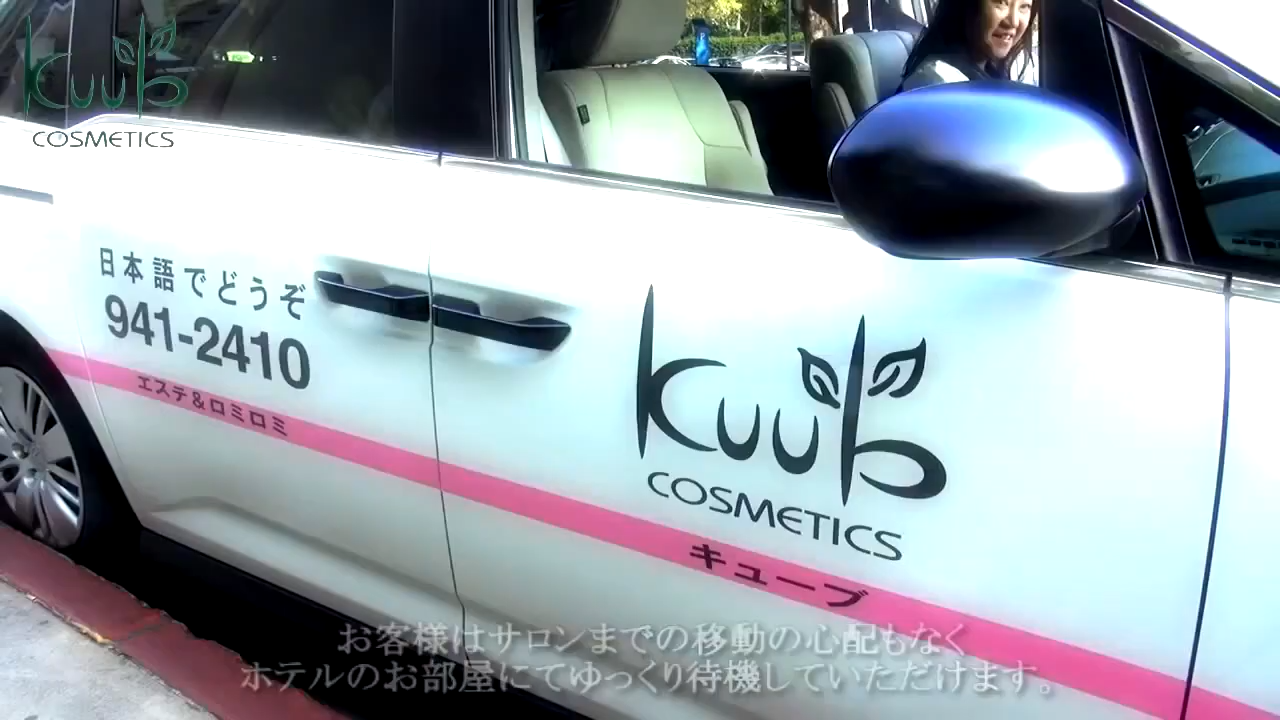 Kuub
COSMETICS
日本語でどうぞ
941-2410
エステ&ロミロミ
Kuub
COSMETICS
キューブ
お客様はサロンまでの移動の心配もなく
ホテルのお部屋にてゆっくり待機していただけます。